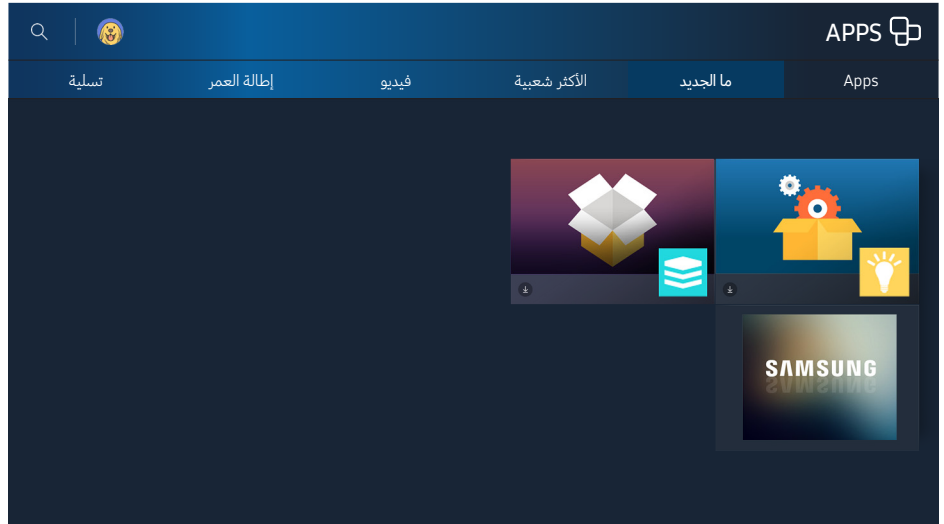 APPS
Apps
ما الجديد
الأكثر شعبية
فيديو
إطالة العمر
تسلية
SAMSUNG